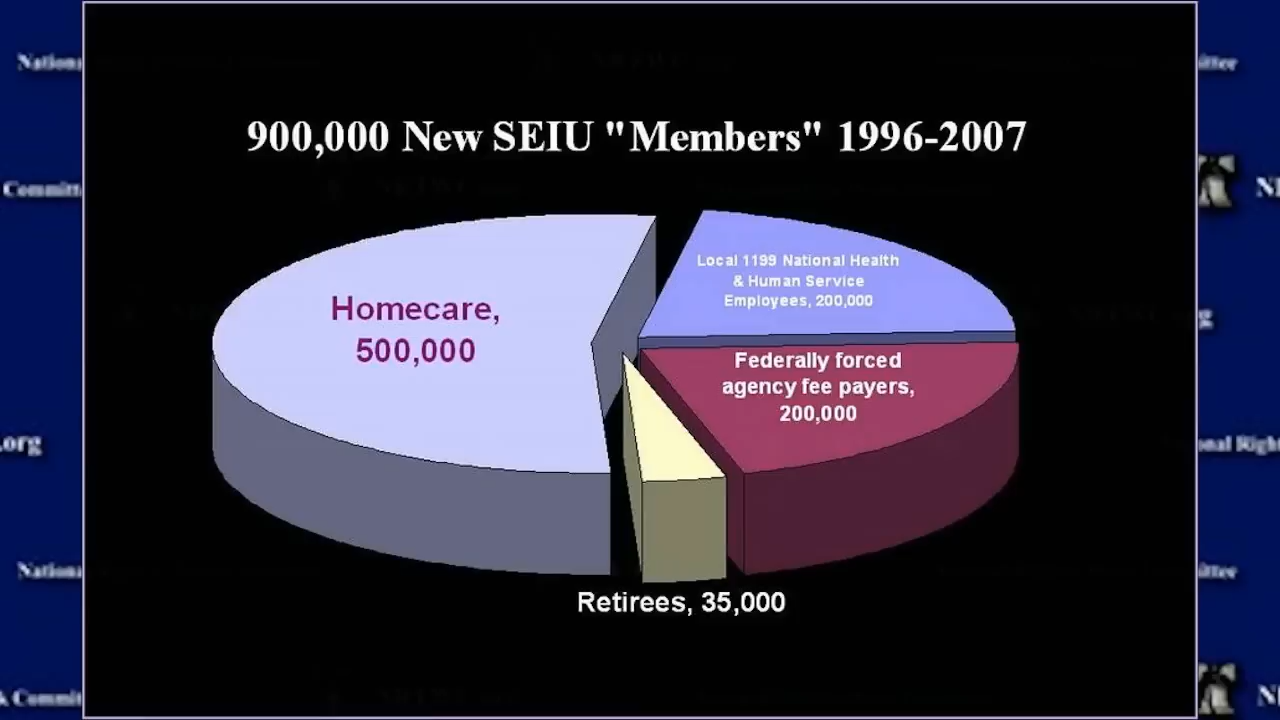 900,000 New SEIU "Members" 1996-2007
Local 1199 National Health
& Human Service
Employees, 200,000
Homecare,
500,000
Federally forced
agency fee payers,
200,000
Retirees, 35,000
.org